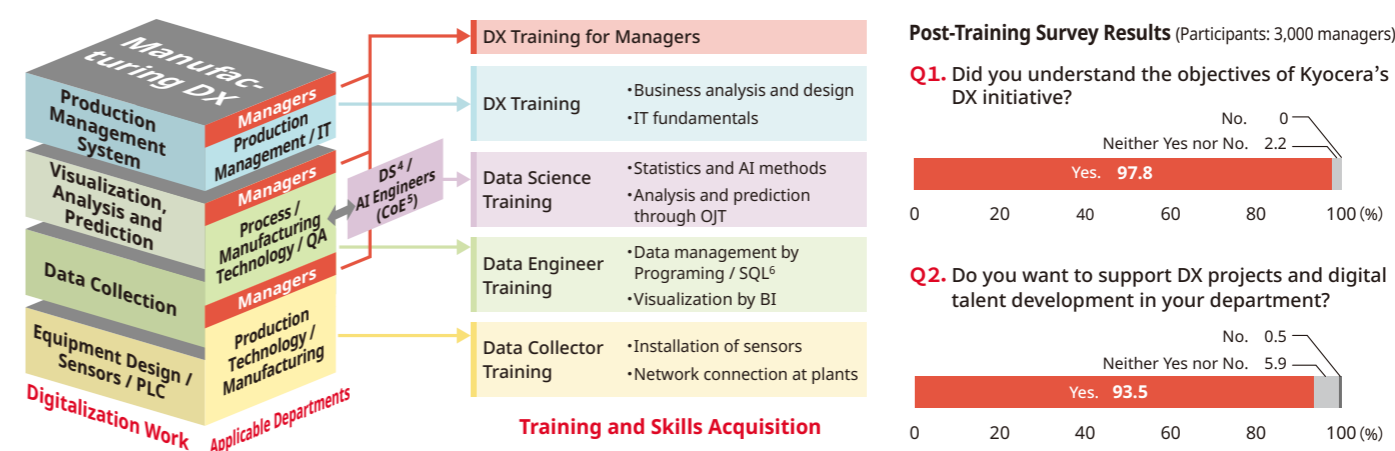 Manufac-
turing DX
Production
Management
System
Visualization,
Analysis and
Prediction
Data Collection
Equipment Design /
Sensors / PLC
Digitalization Work
Managers
Production
Management / IT
Managers
Process /
Manufacturing
Technology / QA
Managers
Production
Technology /
Manufacturing
Applicable Departments
DS4 /
AI Engineers
(CoE5)
DX Training for Managers
DX Training
・Business analysis and design
・IT fundamentals
Data Science
Training
・Statistics and AI methods
・Analysis and prediction
through OJT
Data Engineer
Training
・Data management by
Programing / SQL6
・Visualization by BI
Data Collector
Training
・Installation of sensors
・Network connection at plants
Training and Skills Acquisition
Post-Training Survey Results (Participants: 3,000 managers)
Q1. Did you understand the objectives of Kyocera's
DX initiative?
No. 0
Neither Yes nor No. 2.2
Yes. 97.8
0 20 40 60 80 100 (%)
Q2. Do you want to support DX projects and digital
talent development in your department?
No. 0.5
Neither Yes nor No. 5.9
Yes. 93.5
0 20 40 60 80 100 (%)